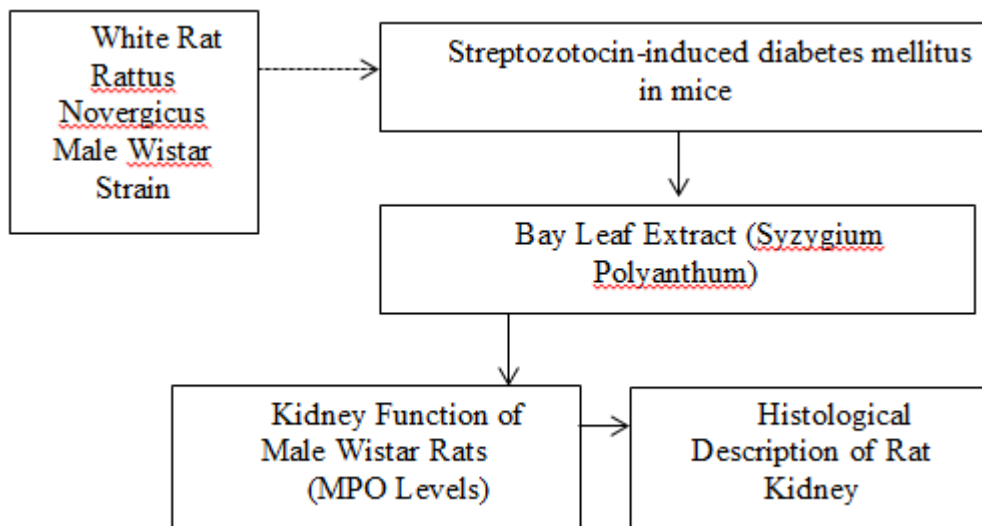 White Rat
Rattus
Novergicus
Male Wistar
Strain
Streptozotocin-induced diabetes mellitus
in mice
Bay Leaf Extract (Syzygium
Polyanthum)
Kidney Function of
Male Wistar Rats
(MPO Levels)
Histological
Description of Rat
Kidney